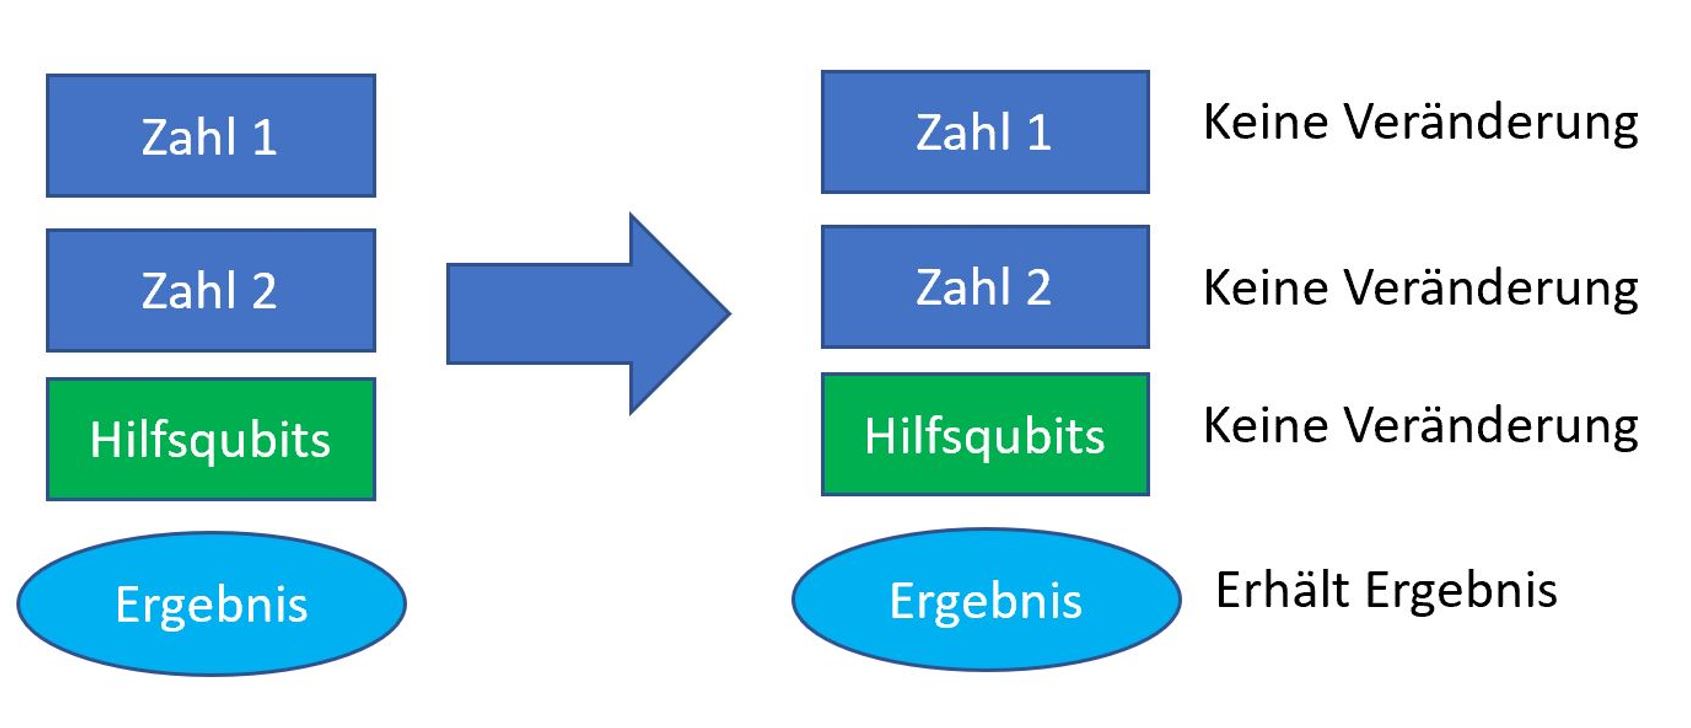 Zahl 1
Zahl 2
Hilfsqubits
Ergebnis
Zahl 1 Keine Veränderung
Zahl 2 Keine Veränderung
Hilfsqubits Keine Veränderung
Ergebnis Erhält Ergebnis